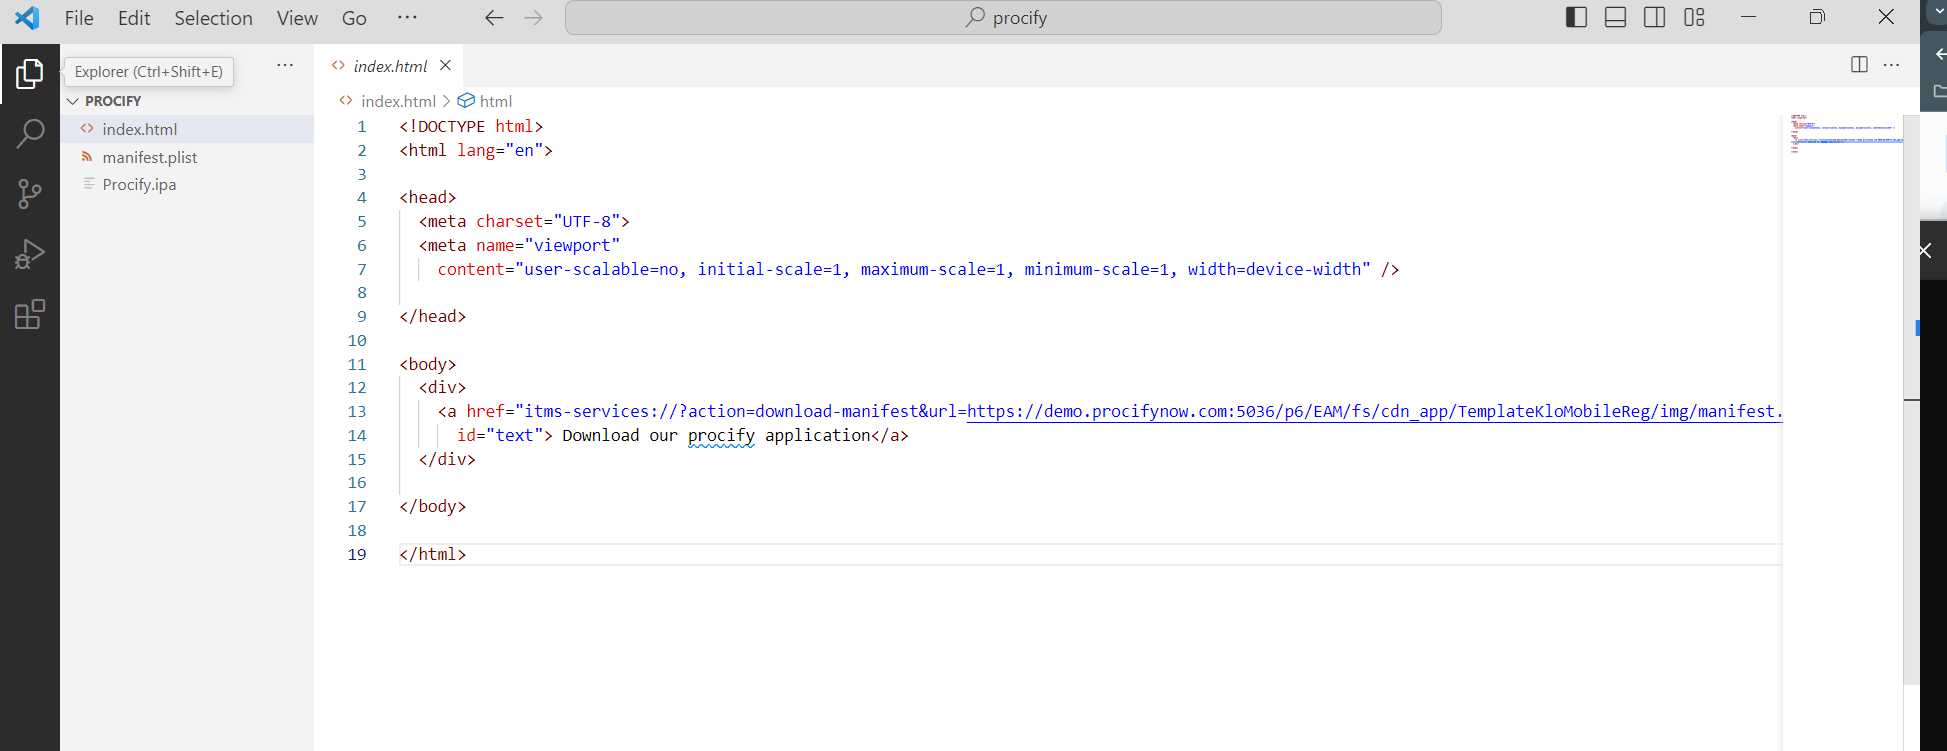 File Edit Selection View Go ···
procify
Explorer (Ctrl+Shift+E)
···
PROCIFY
index.html
manifest.plist
Procify.ipa
<> index.html ×
···
<> index.html > html
1 <!DOCTYPE html>
2 <html lang="en">
3
4 <head>
5 <meta charset="UTF-8">
6 <meta name="viewport"
7 content="user-scalable=no, initial-scale=1, maximum-scale=1, minimum-scale=1, width=device-width" />
8
9 </head>
10
11 <body>
12 <div>
13 <a href="itms-services://?action=download-manifest&url=https://demo.procifynow.com:5036/p6/EAM/fs/cdn_app/TemplateKloMobileReg/img/manifest.
14 id="text"> Download our procify application</a>
15 </div>
16
17 </body>
18
19 </html>